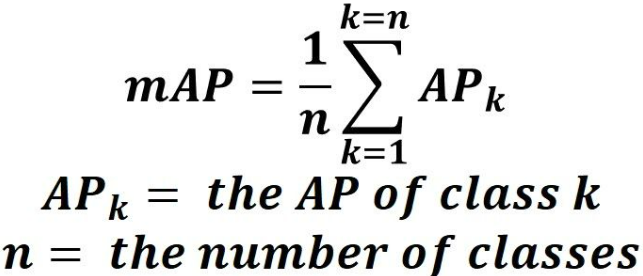 k=n
mAP = 1/n ∑ AP_k
k=1
AP_k = the AP of class k
n = the number of classes